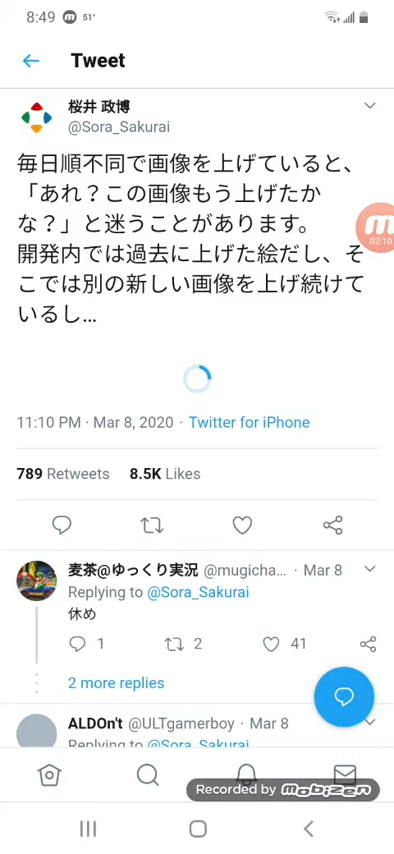 8:49 51°
Tweet
桜井 政博
@Sora_Sakurai
毎日順不同で画像を上げていると、
「あれ？この画像もう上げたか
な？」と迷うことがあります。
開発内では過去に上げた絵だし、そ
こでは別の新しい画像を上げ続けて
いるし...
02:10
11:10 PM · Mar 8, 2020 · Twitter for iPhone
789 Retweets 8.5K Likes
麦茶@ゆっくり実況 @mugicha... · Mar 8
Replying to @Sora_Sakurai
休め
1 2 41
2 more replies
ALDOn't @ULTgamerboy · Mar 8
Replying to @Sora_Sakurai
Recorded by mobizen